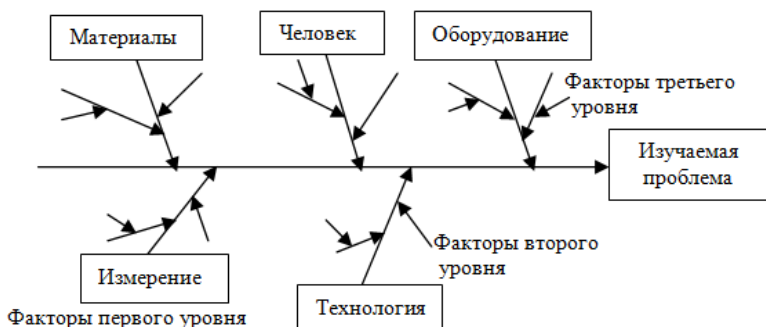 Материалы
Человек
Оборудование
Факторы третьего
уровня
Изучаемая
проблема
Факторы второго
уровня
Измерение
Технология
Факторы первого уровня